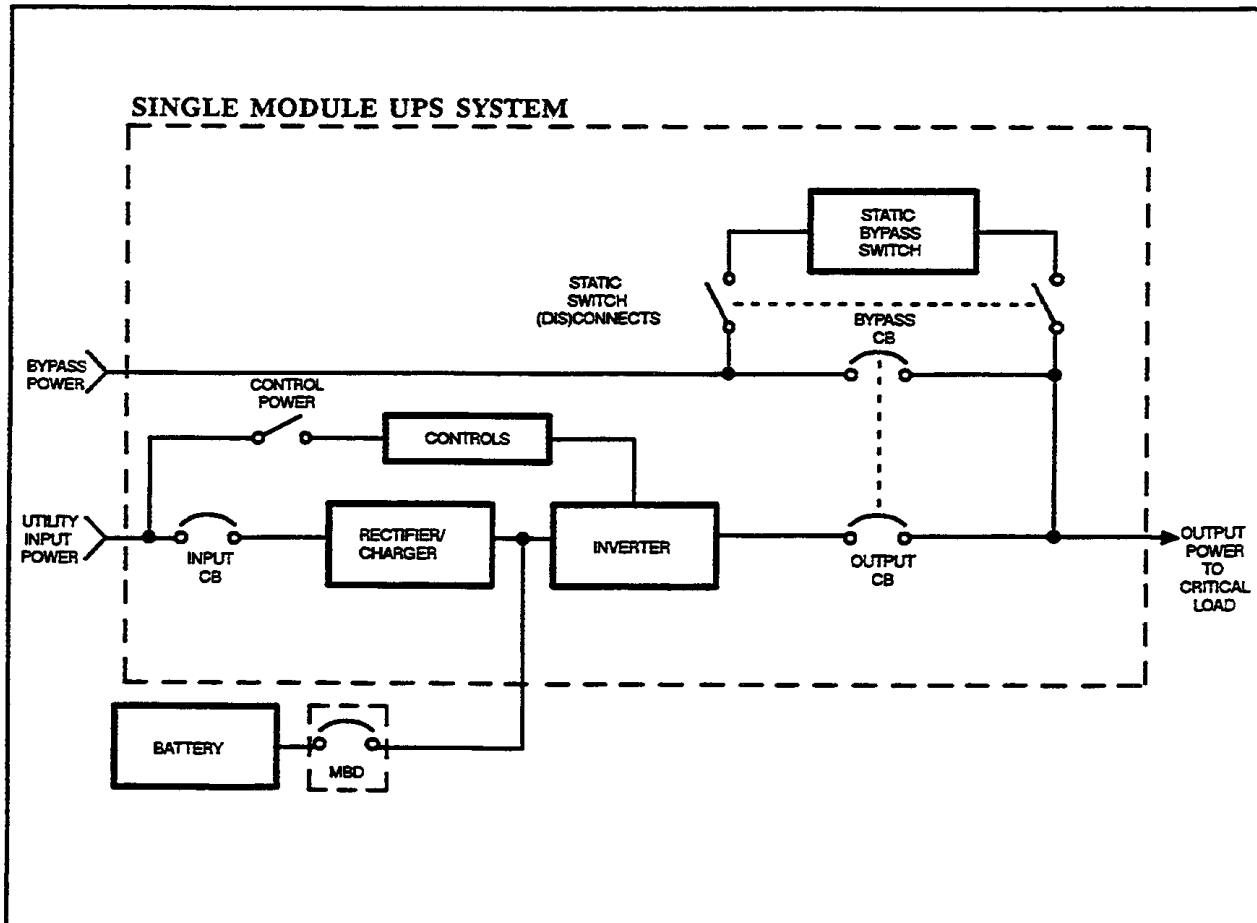 SINGLE MODULE UPS SYSTEM
STATIC
BYPASS
SWITCH
STATIC
SWITCH
(DIS)CONNECTS
BYPASS
CB
BYPASS
POWER
CONTROL
POWER
CONTROLS
UTILITY
INPUT
POWER
INPUT
CB
RECTIFIER/
CHARGER
INVERTER
OUTPUT
CB
OUTPUT
POWER
TO
CRITICAL
LOAD
BATTERY
MBD